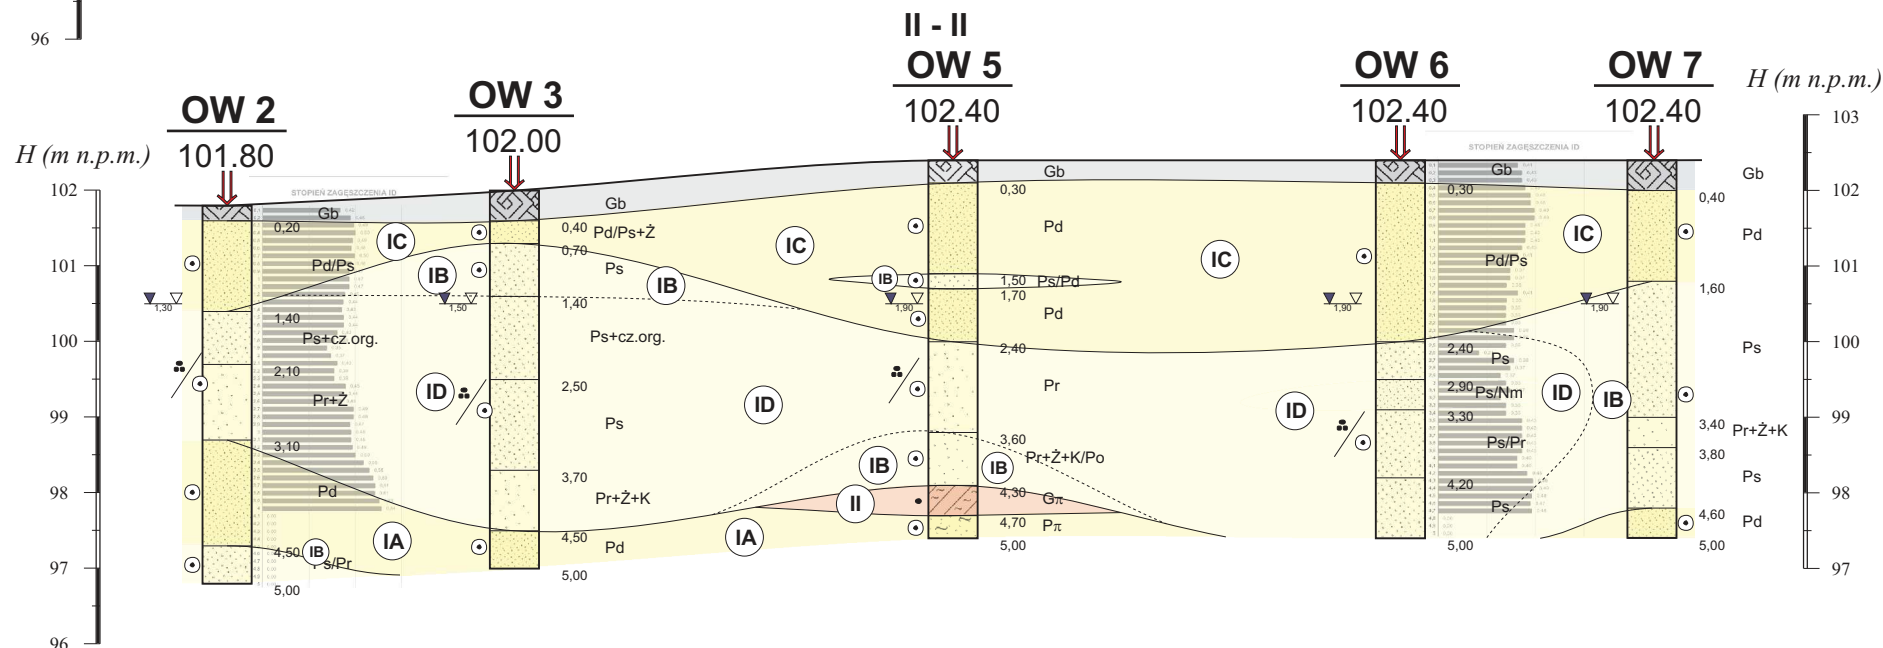 96
II - II
OW 5
102.40
OW 6
102.40
OW 7
102.40
H (m n.p.m.)
OW 2
101.80
OW 3
102.00
H (m n.p.m.)
STOPIEŃ ZAGĘSZCZENIA ID
STOPIEŃ ZAGĘSZCZENIA ID
102
101
100
99
98
97
96
103
102
101
100
99
98
97
Gb
0,20
Pd/Ps
1,40
Ps+cz.org.
2,10
Pr+Ż
3,10
Pd
4,50
Ps/Pr
5,00
1,30
IC
IB
ID
IA
IB
Gb
0,40
Pd/Ps+Ż
0,70
Ps
1,40
Ps+cz.org.
2,50
Ps
3,70
Pr+Ż+K
4,50
Pd
5,00
1,50
IB
IC
ID
IA
Gb
0,30
Pd
IB
1,50
Ps/Pd
1,70
Pd
1,90
2,40
Pr
3,60
Pr+Ż+K/Po
IB
IB
4,30
Gπ
II
4,70
Pπ
5,00
IC
ID
1,90
Gb
0,30
Pd/Ps
2,40
Ps
2,90
Ps/Nm
3,30
Ps/Pr
4,20
Ps
5,00
IC
ID
IB
1,90
Gb
0,40
Pd
1,60
Ps
3,40
Pr+Ż+K
3,80
Ps
4,60
Pd
5,00